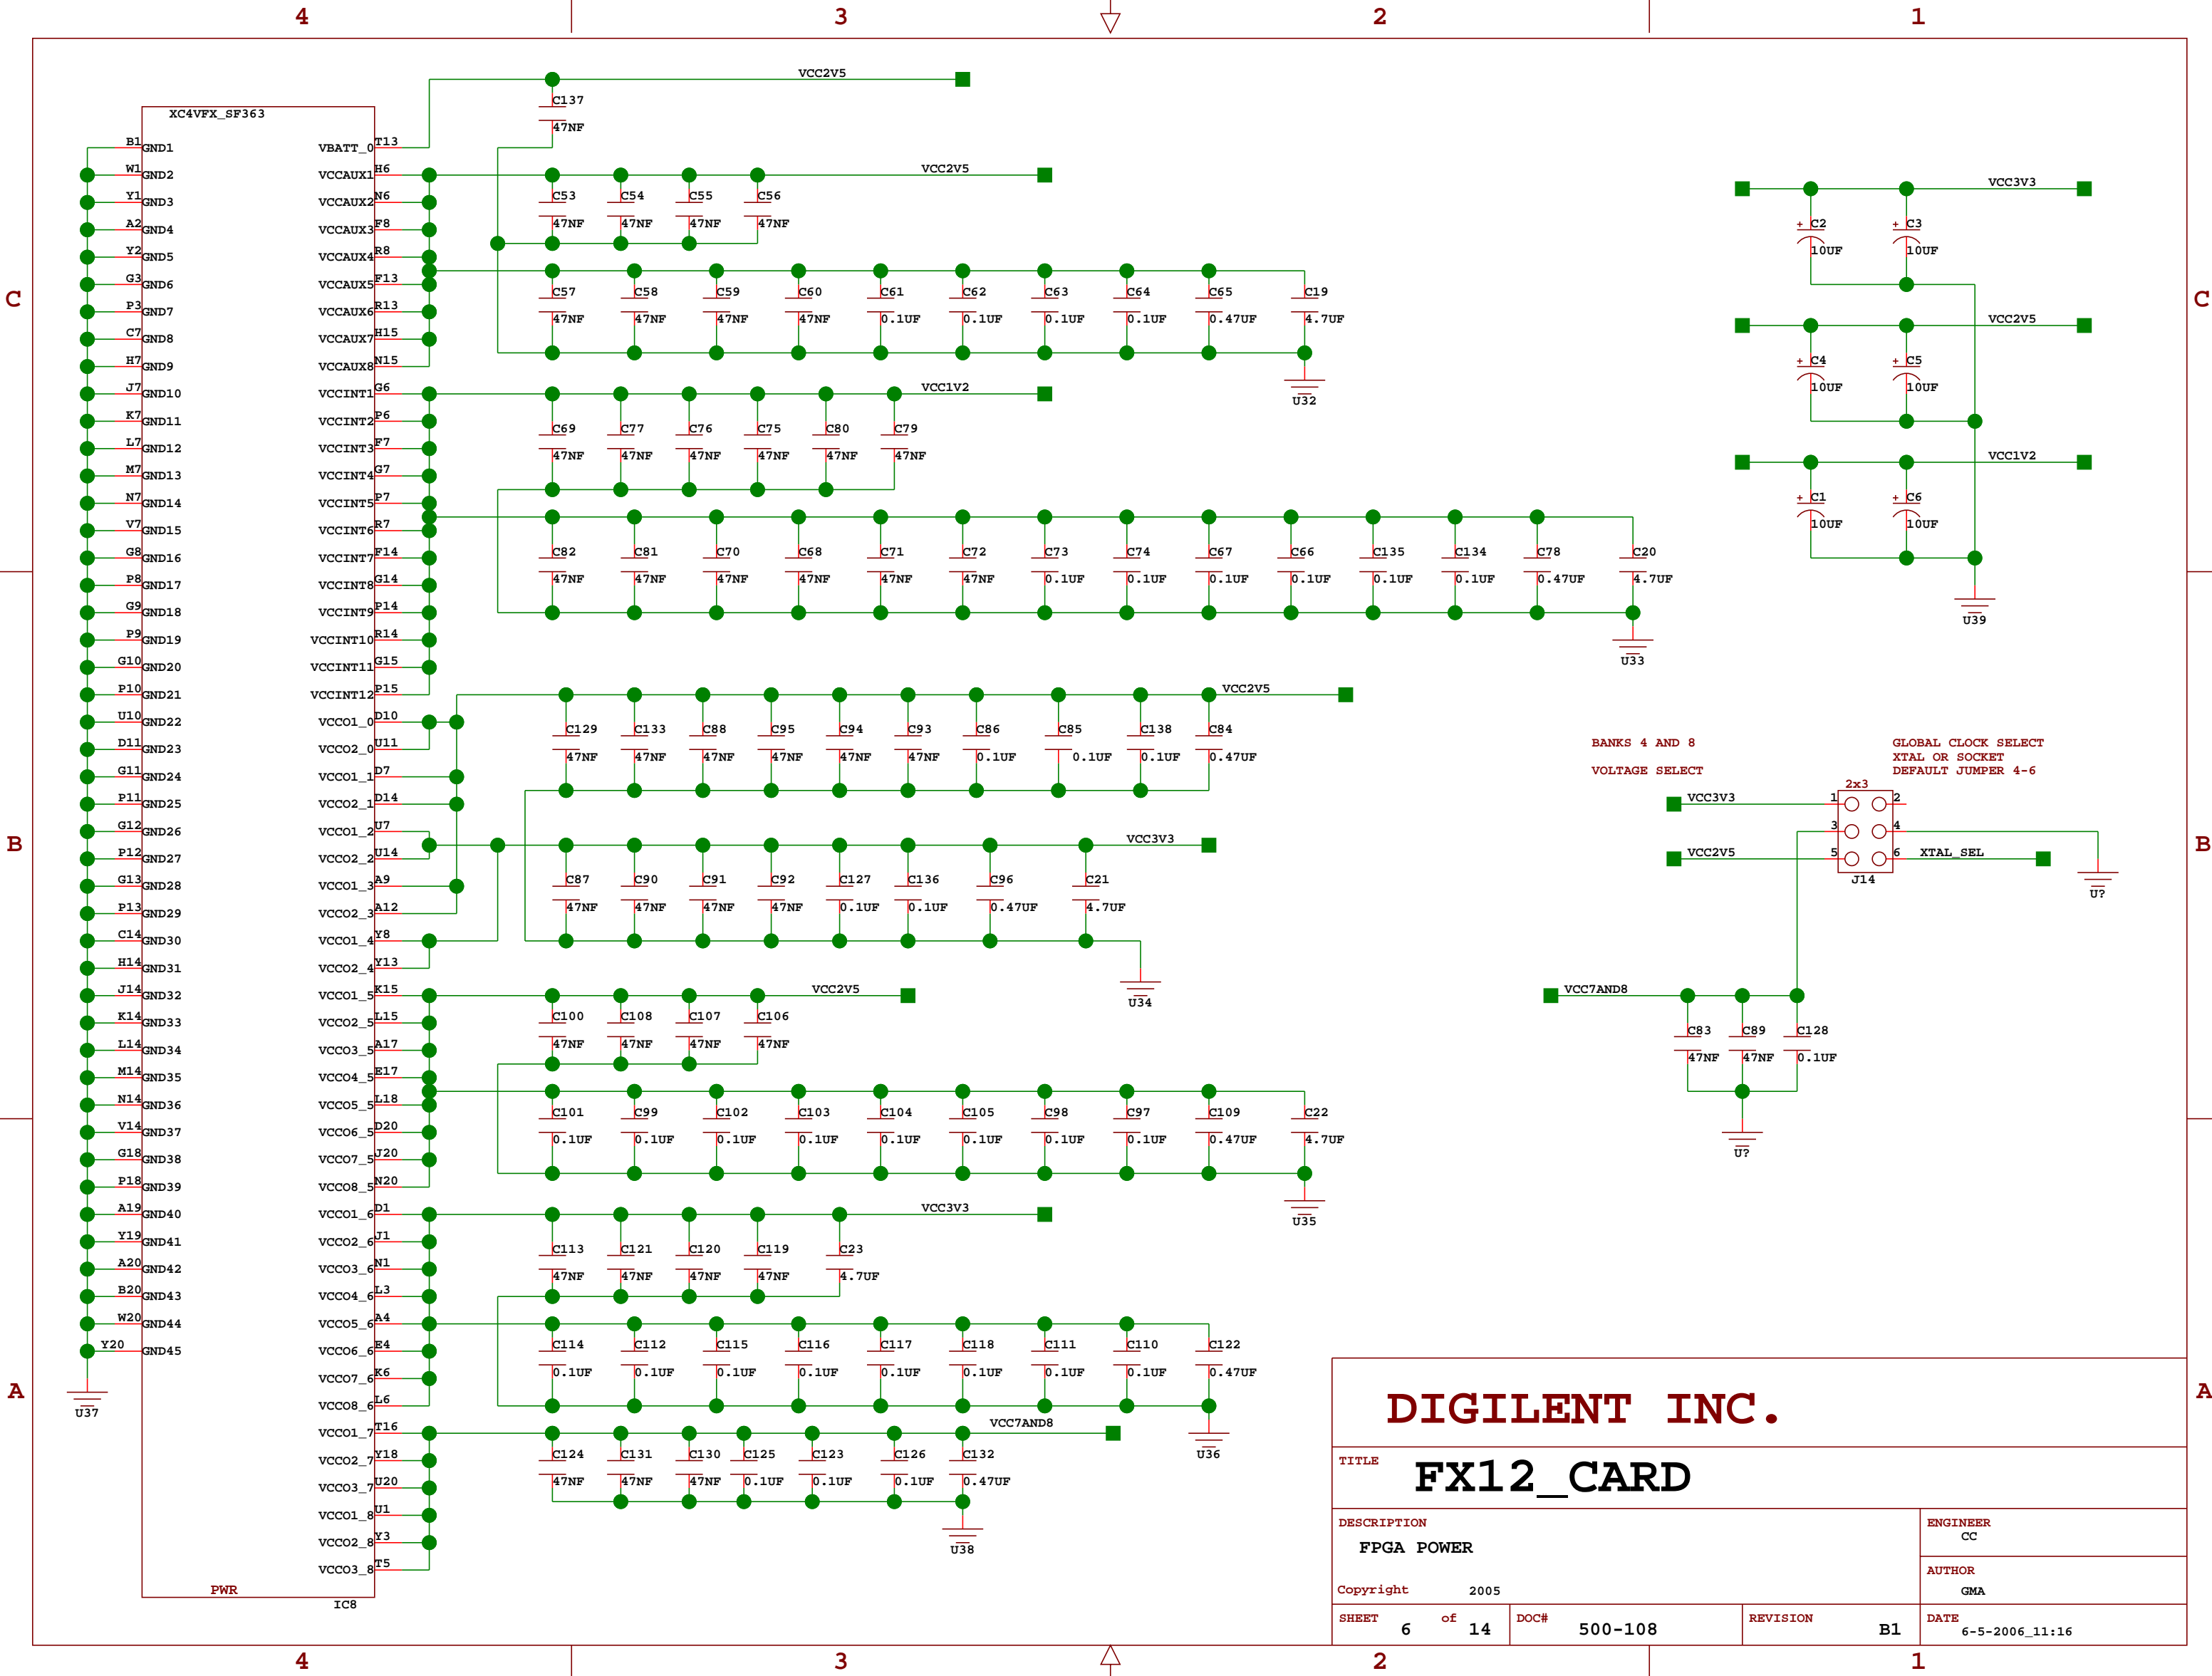 4 3 2 1
XC4VFX_SF363
B1 GND1
W1 GND2
Y1 GND3
A2 GND4
Y2 GND5
G3 GND6
P3 GND7
C7 GND8
H7 GND9
J7 GND10
K7 GND11
L7 GND12
M7 GND13
N7 GND14
V7 GND15
G8 GND16
P8 GND17
G9 GND18
P9 GND19
G10 GND20
P10 GND21
U10 GND22
D11 GND23
G11 GND24
P11 GND25
G12 GND26
P12 GND27
G13 GND28
P13 GND29
C14 GND30
H14 GND31
J14 GND32
K14 GND33
L14 GND34
M14 GND35
N14 GND36
V14 GND37
G18 GND38
P18 GND39
A19 GND40
Y19 GND41
A20 GND42
B20 GND43
W20 GND44
Y20 GND45
U37
VBATT_0 T13
VCCAUX1 H6
VCCAUX2 N6
VCCAUX3 F8
VCCAUX4 R8
VCCAUX5 F13
VCCAUX6 R13
VCCAUX7 H15
VCCAUX8 N15
VCCINT1 G6
VCCINT2 P6
VCCINT3 F7
VCCINT4 G7
VCCINT5 P7
VCCINT6 R7
VCCINT7 F14
VCCINT8 G14
VCCINT9 P14
VCCINT10 R14
VCCINT11 G15
VCCINT12 P15
VCCO1_0 D10
VCCO2_0 U11
VCCO1_1 D7
VCCO2_1 D14
VCCO1_2 U7
VCCO2_2 U14
VCCO1_3 A9
VCCO2_3 A12
VCCO1_4 Y8
VCCO2_4 Y13
VCCO1_5 K15
VCCO2_5 L15
VCCO3_5 A17
VCCO4_5 E17
VCCO5_5 L18
VCCO6_5 D20
VCCO7_5 J20
VCCO8_5 N20
VCCO1_6 D1
VCCO2_6 J1
VCCO3_6 N1
VCCO4_6 L3
VCCO5_6 A4
VCCO6_6 E4
VCCO7_6 K6
VCCO8_6 L6
VCCO1_7 T16
VCCO2_7 Y18
VCCO3_7 U20
VCCO1_8 U1
VCCO2_8 Y3
VCCO3_8 T5
PWR
IC8
VCC2V5
C137
47NF
VCC2V5
C53 C54 C55 C56
47NF 47NF 47NF 47NF
C57 C58 C59 C60 C61 C62 C63 C64 C65 C19
47NF 47NF 47NF 47NF 0.1UF 0.1UF 0.1UF 0.1UF 0.47UF 4.7UF
U32
VCC1V2
C69 C77 C76 C75 C80 C79
47NF 47NF 47NF 47NF 47NF 47NF
C82 C81 C70 C68 C71 C72 C73 C74 C67 C66 C135 C134 C78 C20
47NF 47NF 47NF 47NF 47NF 47NF 0.1UF 0.1UF 0.1UF 0.1UF 0.1UF 0.1UF 0.47UF 4.7UF
U33
VCC2V5
C129 C133 C88 C95 C94 C93 C86 C85 C138 C84
47NF 47NF 47NF 47NF 47NF 47NF 0.1UF 0.1UF 0.1UF 0.47UF
VCC3V3
C87 C90 C91 C92 C127 C136 C96 C21
47NF 47NF 47NF 47NF 0.1UF 0.1UF 0.47UF 4.7UF
U34
VCC2V5
C100 C108 C107 C106
47NF 47NF 47NF 47NF
C101 C99 C102 C103 C104 C105 C98 C97 C109 C22
0.1UF 0.1UF 0.1UF 0.1UF 0.1UF 0.1UF 0.1UF 0.1UF 0.47UF 4.7UF
U35
VCC3V3
C113 C121 C120 C119 C23
47NF 47NF 47NF 47NF 4.7UF
C114 C112 C115 C116 C117 C118 C111 C110 C122
0.1UF 0.1UF 0.1UF 0.1UF 0.1UF 0.1UF 0.1UF 0.1UF 0.47UF
U36
VCC7AND8
C124 C131 C130 C125 C123 C126 C132
47NF 47NF 47NF 0.1UF 0.1UF 0.1UF 0.47UF
U38
VCC3V3
+ C2 + C3
10UF 10UF
VCC2V5
+ C4 + C5
10UF 10UF
VCC1V2
+ C1 + C6
10UF 10UF
U39
BANKS 4 AND 8
VOLTAGE SELECT
GLOBAL CLOCK SELECT
XTAL OR SOCKET
DEFAULT JUMPER 4-6
2x3
VCC3V3 1 2
3 4
VCC2V5 5 6 XTAL_SEL
J14
U?
VCC7AND8
C83 C89 C128
47NF 47NF 0.1UF
U?
C C
B B
A A
DIGILENT INC.
TITLE FX12_CARD
DESCRIPTION
FPGA POWER
Copyright 2005
ENGINEER
CC
AUTHOR
GMA
SHEET 6 of 14
DOC# 500-108
REVISION B1
DATE
6-5-2006_11:16
4 3 2 1